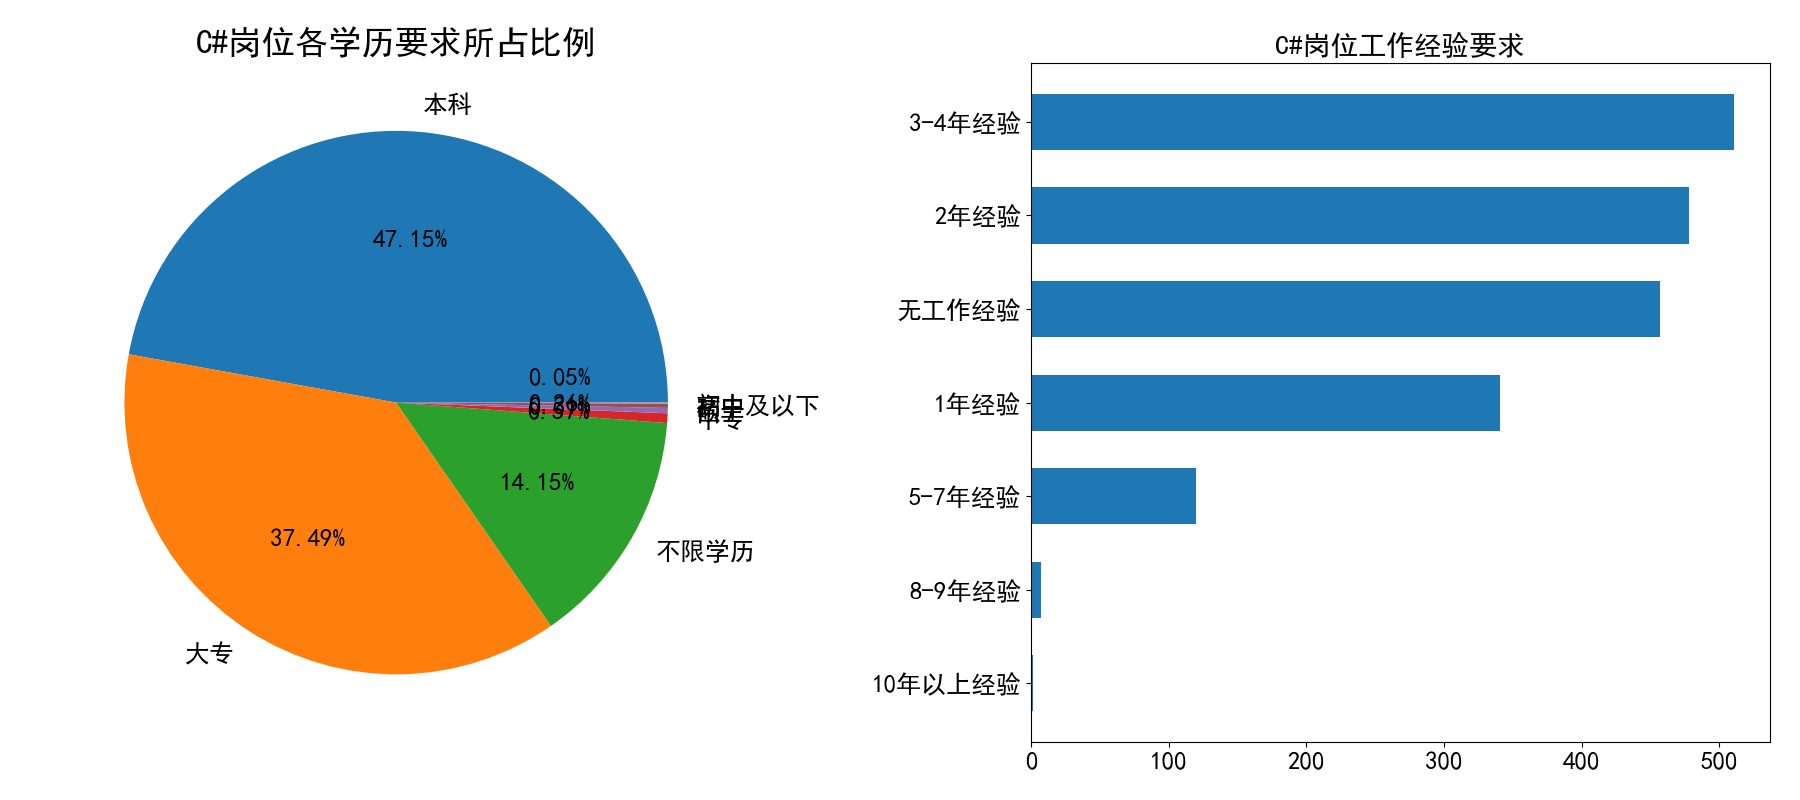 C#岗位各学历要求所占比例
本科
47.15%
0.05%
初中及以下
中专
14.15%
37.49%
不限学历
大专
C#岗位工作经验要求
3-4年经验
2年经验
无工作经验
1年经验
5-7年经验
8-9年经验
10年以上经验
0
100
200
300
400
500